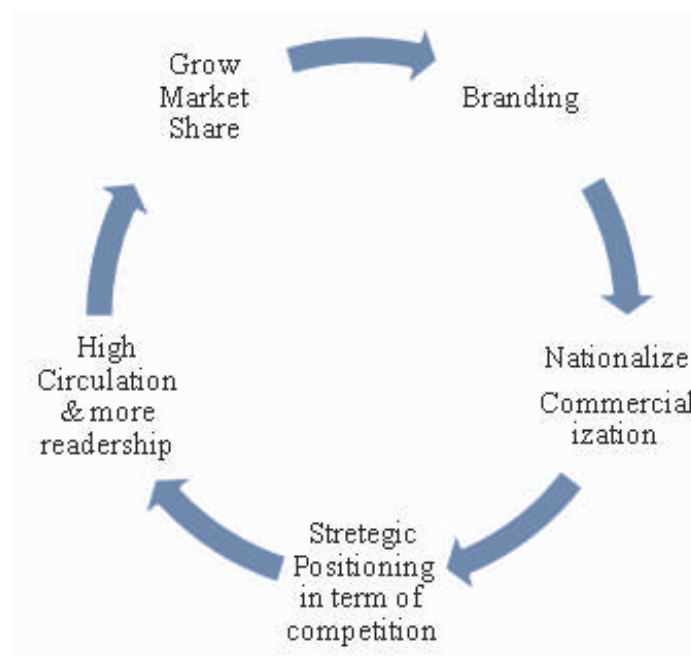 Grow
Market
Share
Branding
Nationalize
Commercial
ization
Stretegic
Positioning
in term of
competition
High
Circulation
& more
readership